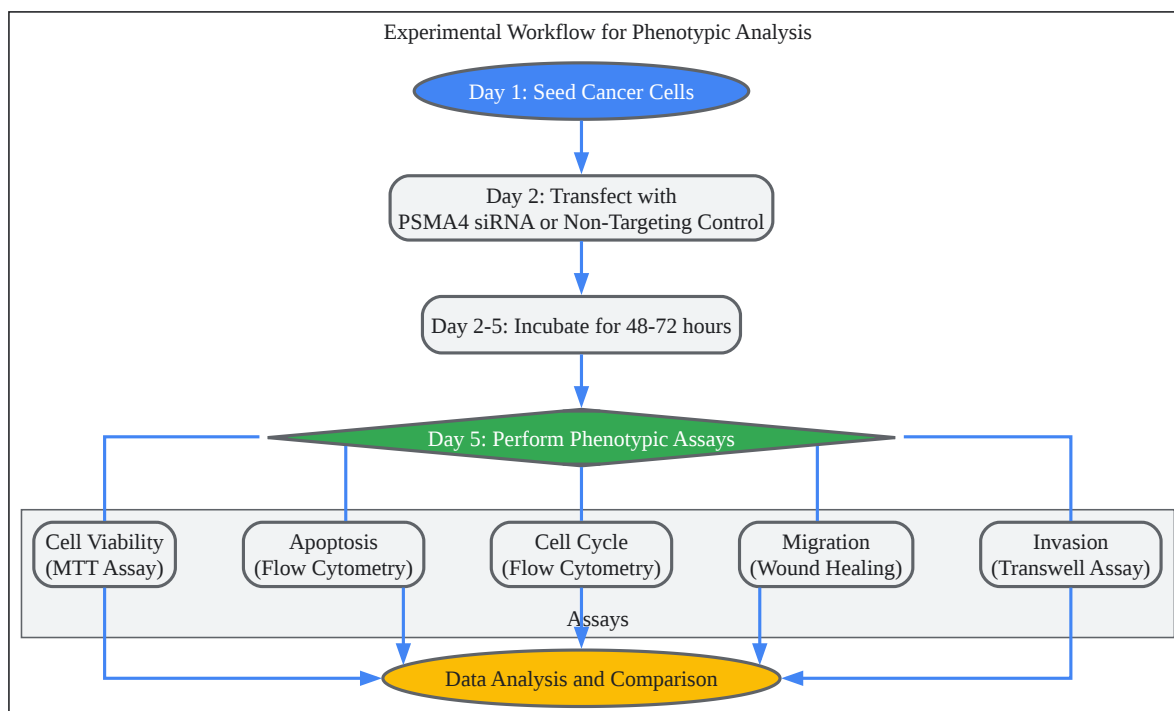 Experimental Workflow for Phenotypic Analysis
Day 1: Seed Cancer Cells
Day 2: Transfect with
PSMA4 siRNA or Non-Targeting Control
Day 2-5: Incubate for 48-72 hours
Day 5: Perform Phenotypic Assays
Cell Viability
(MTT Assay)
Apoptosis
(Flow Cytometry)
Cell Cycle
(Flow Cytometry)
Migration
(Wound Healing)
Invasion
(Transwell Assay)
Assays
Data Analysis and Comparison